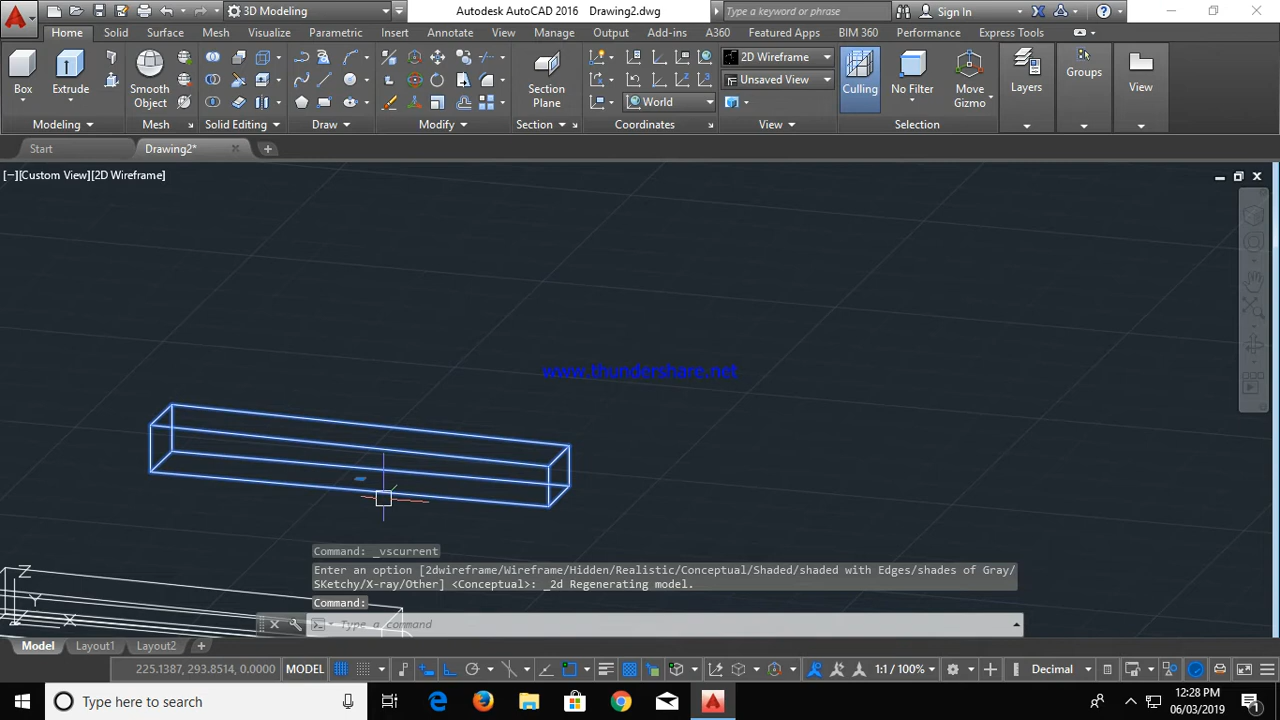 3D Modeling
Autodesk AutoCAD 2016 Drawing2.dwg
Type a keyword or phrase
Sign In
Home Solid Surface Mesh Visualize Parametric Insert Annotate View Manage Output Add-ins A360 Featured Apps BIM 360 Performance Express Tools
2D Wireframe
Unsaved View
World
Box
Extrude
Smooth
Object
Section
Plane
Culling
No Filter
Move
Gizmo
Layers
Groups
View
Modeling Mesh Solid Editing Draw Modify Section Coordinates View Selection
Start Drawing2*
[−][Custom View][2D Wireframe]
www.thundershare.net
Command: _vscurrent
Enter an option [2dwireframe/Wireframe/Hidden/Realistic/Conceptual/Shaded/shaded with Edges/shades of Gray/
SKetchy/X-ray/Other] <Conceptual>: _2d Regenerating model.
Command:
Type a command
Z
Y
X
Model Layout1 Layout2
225.1387, 293.8514, 0.0000 MODEL 1:1 / 100% Decimal
Type here to search
12:28 PM
06/03/2019